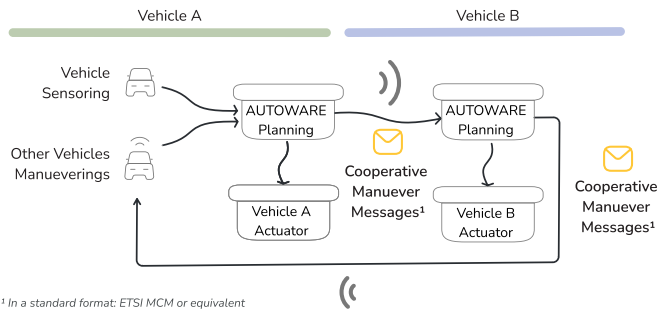 Vehicle A
Vehicle B
Vehicle
Sensoring
Other Vehicles
Manueverings
AUTOWARE
Planning
Vehicle A
Actuator
Cooperative
Manuever
Messages¹
AUTOWARE
Planning
Vehicle B
Actuator
Cooperative
Manuever
Messages¹
¹ In a standard format: ETSI MCM or equivalent